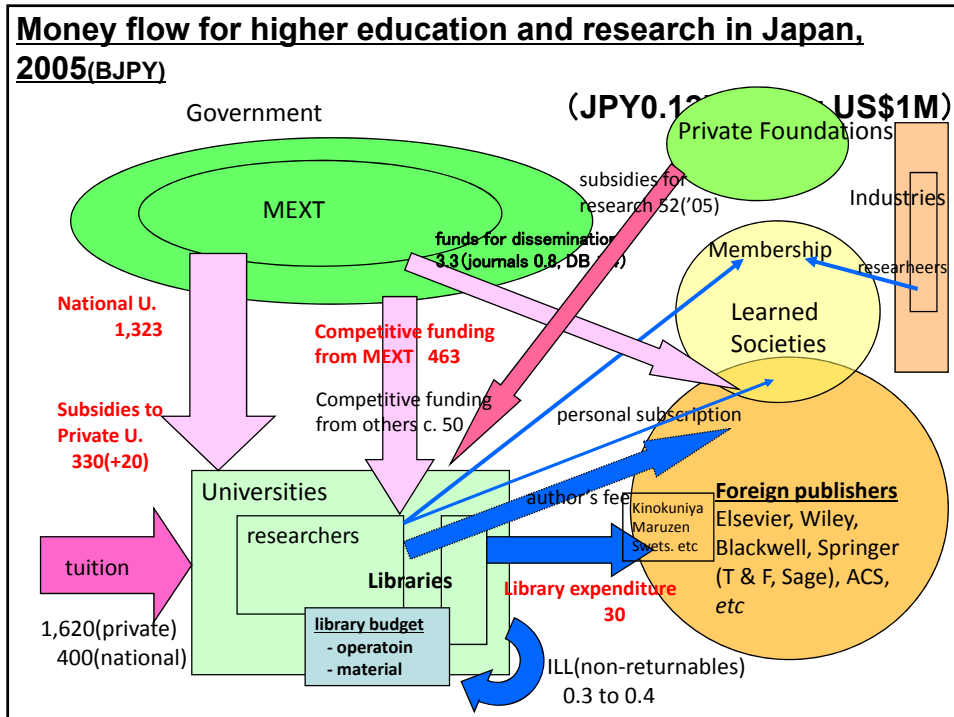 Money flow for higher education and research in Japan,
2005(BJPY)
(JPY0.12
US$1M)
Government
Private Foundations
MEXT
subsidies for
research 52('05)
Industries
funds for dissemination
3.3(journals 0.8, DB
Membership
researheers
National U.
1,323
Learned
Societies
Competitive funding
from MEXT 463
Subsidies to
Private U.
330(+20)
Competitive funding
from others c. 50
personal subscription
Universities
author's fee
Foreign publishers
Elsevier, Wiley,
Blackwell, Springer
(T & F, Sage), ACS,
etc
Kinokuniya
Maruzen
Swets. etc
researchers
tuition
Libraries
Library expenditure
30
1,620(private)
400(national)
library budget
- operatoin
- material
ILL(non-returnables)
0.3 to 0.4